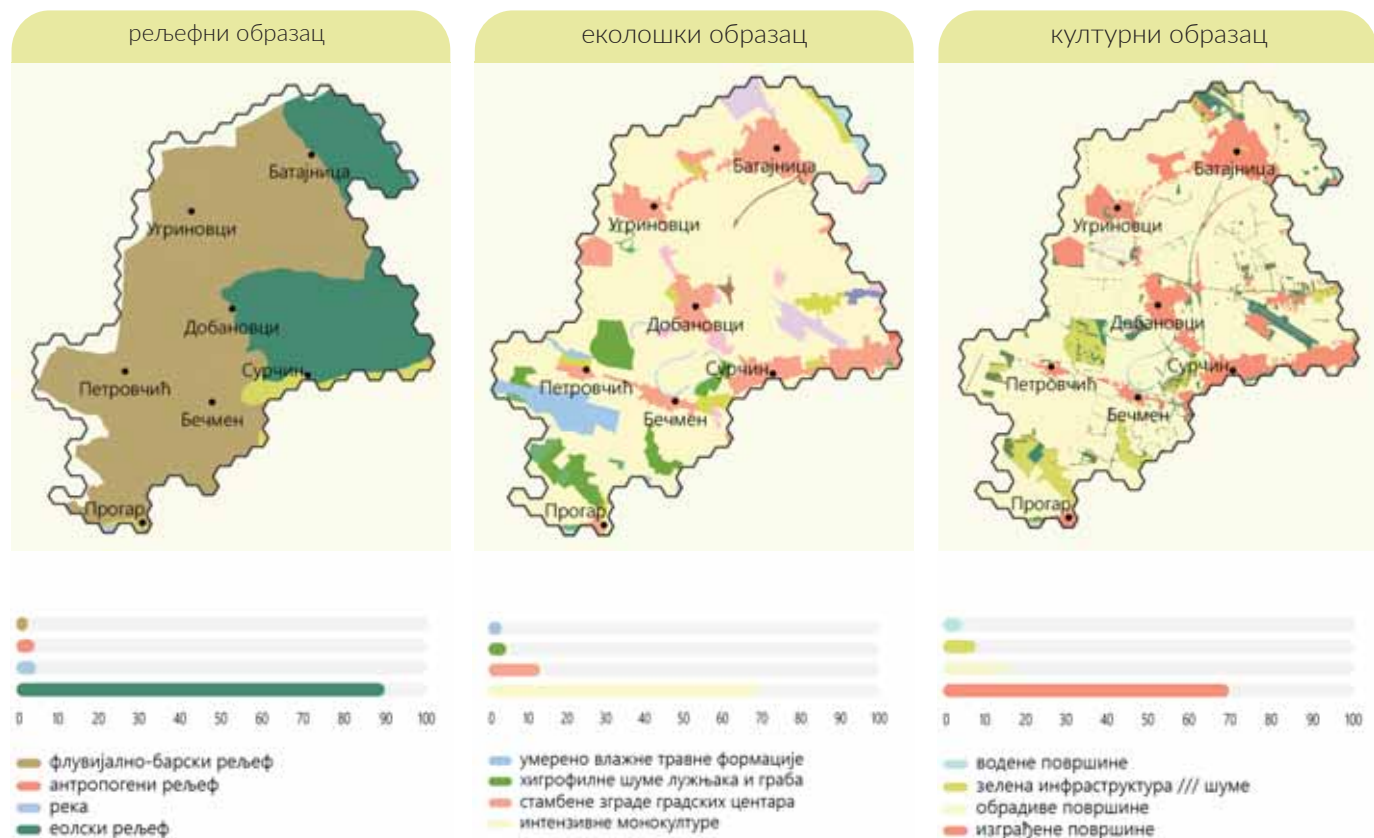 рељефни образац
Батајница
Угриновци
Добановци
Сурчин
Петровчић
Бечмен
Прогар
0 10 20 30 40 50 60 70 80 90 100
флувијално-барски рељеф
антропогени рељеф
река
еолски рељеф
еколошки образац
Батајница
Угриновци
Добановци
Сурчин
Петровчић
Бечмен
Прогар
0 10 20 30 40 50 60 70 80 90 100
умерено влажне травне формације
хигрофилне шуме лужњака и граба
стамбене зграде градских центара
интензивне монокултуре
културни образац
Батајница
Угриновци
Добановци
Сурчин
Петровчић
Бечмен
Прогар
0 10 20 30 40 50 60 70 80 90 100
водене површине
зелена инфраструктура /// шуме
обрадиве површине
изграђене површине